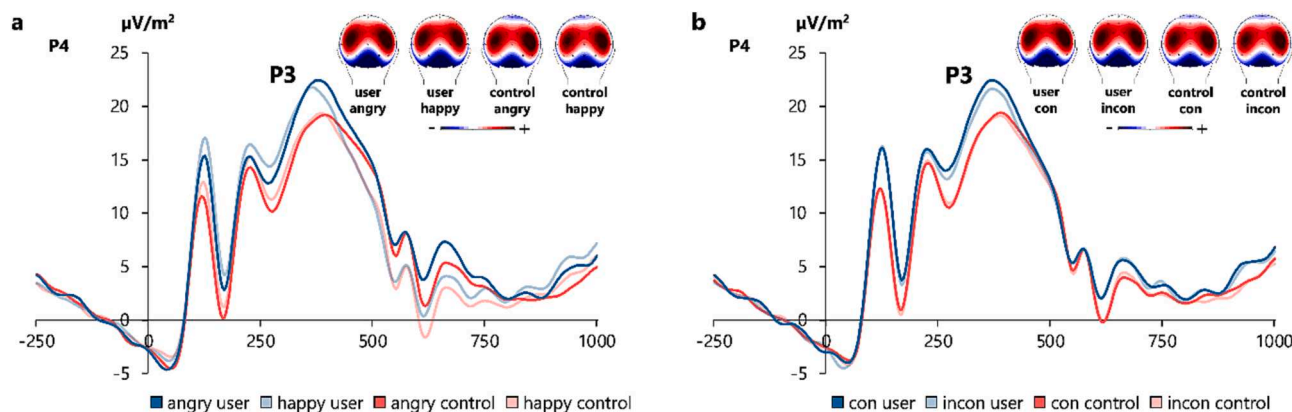 a
P4
μV/m²
25
20
15
10
5
0
-5
-250
0
250
500
750
1000
P3
user angry
user happy
control angry
control happy
- +
angry user happy user angry control happy control
b
P4
μV/m²
25
20
15
10
5
0
-5
-250
0
250
500
750
1000
P3
user con
user incon
control con
control incon
- +
con user incon user con control incon control